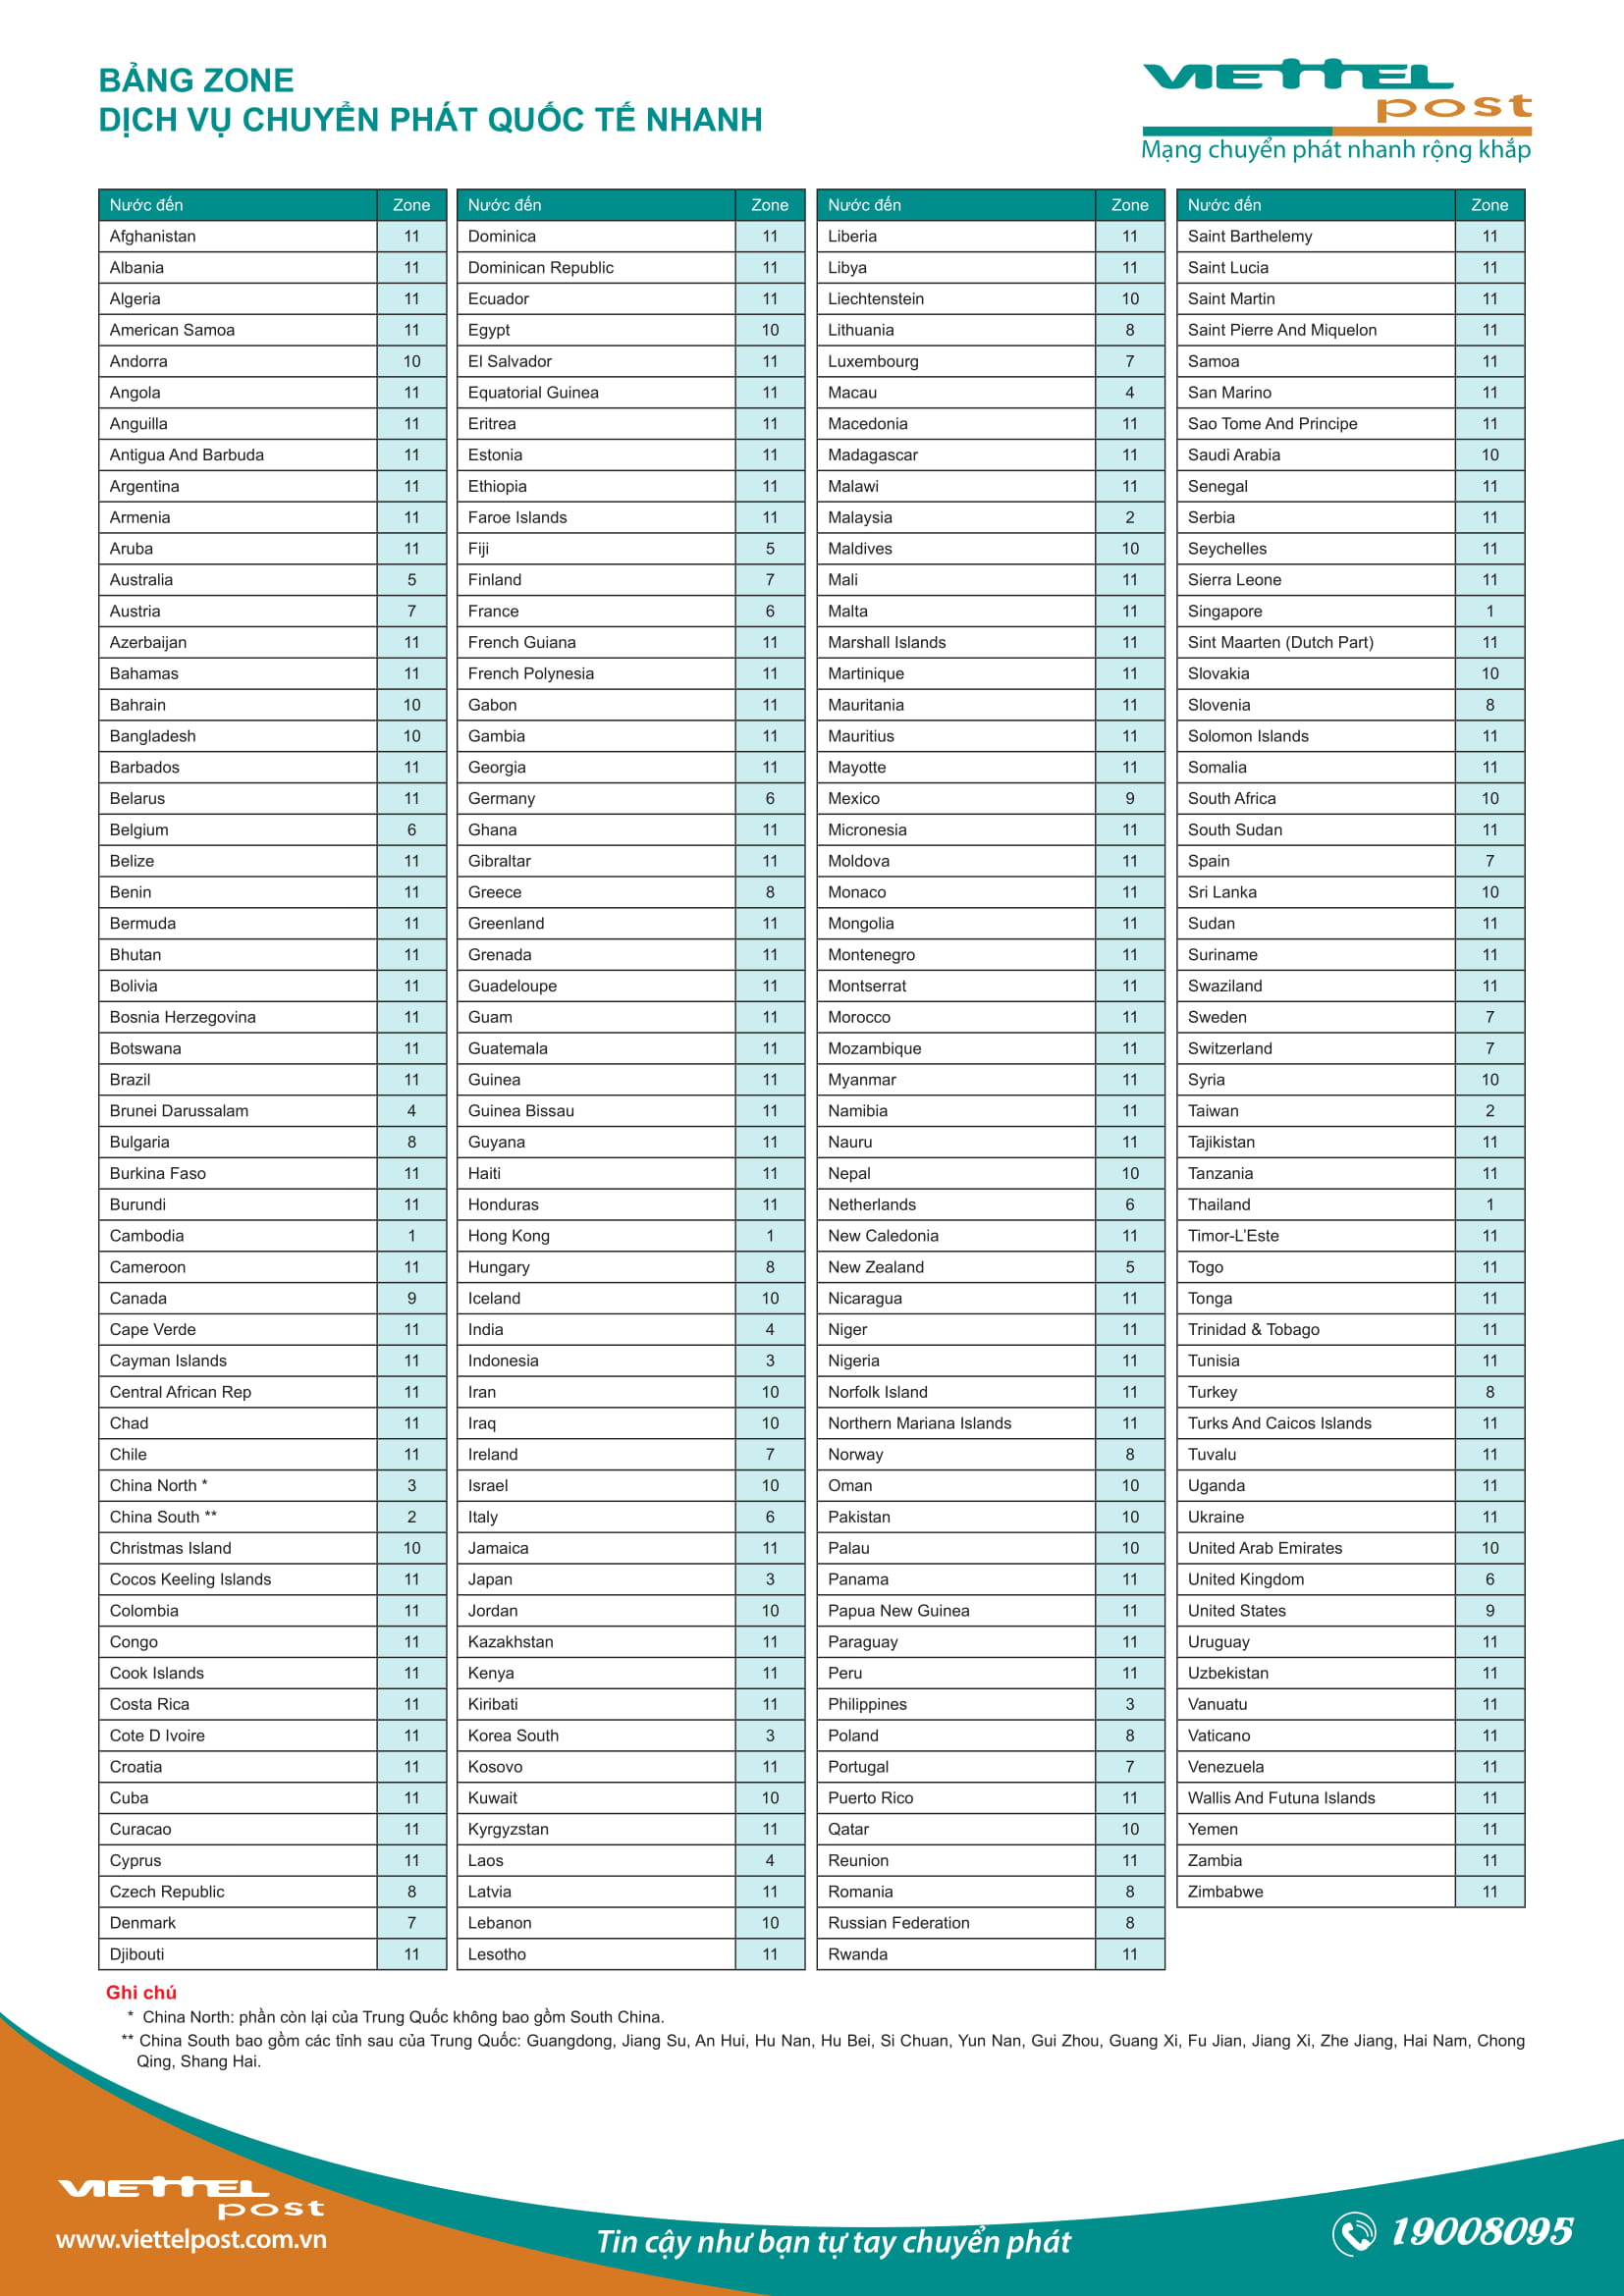 BẢNG ZONE
DỊCH VỤ CHUYỂN PHÁT QUỐC TẾ NHANH
VIETTEL
post
Mạng chuyển phát nhanh rộng khắp
Nước đến Zone
Afghanistan 11
Albania 11
Algeria 11
American Samoa 11
Andorra 10
Angola 11
Anguilla 11
Antigua And Barbuda 11
Argentina 11
Armenia 11
Aruba 11
Australia 5
Austria 7
Azerbaijan 11
Bahamas 11
Bahrain 10
Bangladesh 10
Barbados 11
Belarus 11
Belgium 6
Belize 11
Benin 11
Bermuda 11
Bhutan 11
Bolivia 11
Bosnia Herzegovina 11
Botswana 11
Brazil 11
Brunei Darussalam 4
Bulgaria 8
Burkina Faso 11
Burundi 11
Cambodia 1
Cameroon 11
Canada 9
Cape Verde 11
Cayman Islands 11
Central African Rep 11
Chad 11
Chile 11
China North * 3
China South ** 2
Christmas Island 10
Cocos Keeling Islands 11
Colombia 11
Congo 11
Cook Islands 11
Costa Rica 11
Cote D Ivoire 11
Croatia 11
Cuba 11
Curacao 11
Cyprus 11
Czech Republic 8
Denmark 7
Djibouti 11
Nước đến Zone
Dominica 11
Dominican Republic 11
Ecuador 11
Egypt 10
El Salvador 11
Equatorial Guinea 11
Eritrea 11
Estonia 11
Ethiopia 11
Faroe Islands 11
Fiji 5
Finland 7
France 6
French Guiana 11
French Polynesia 11
Gabon 11
Gambia 11
Georgia 11
Germany 6
Ghana 11
Gibraltar 11
Greece 8
Greenland 11
Grenada 11
Guadeloupe 11
Guam 11
Guatemala 11
Guinea 11
Guinea Bissau 11
Guyana 11
Haiti 11
Honduras 11
Hong Kong 1
Hungary 8
Iceland 10
India 4
Indonesia 3
Iran 10
Iraq 10
Ireland 7
Israel 10
Italy 6
Jamaica 11
Japan 3
Jordan 10
Kazakhstan 11
Kenya 11
Kiribati 11
Korea South 3
Kosovo 11
Kuwait 10
Kyrgyzstan 11
Laos 4
Latvia 11
Lebanon 10
Lesotho 11
Nước đến Zone
Liberia 11
Libya 11
Liechtenstein 10
Lithuania 8
Luxembourg 7
Macau 4
Macedonia 11
Madagascar 11
Malawi 11
Malaysia 2
Maldives 10
Mali 11
Malta 11
Marshall Islands 11
Martinique 11
Mauritania 11
Mauritius 11
Mayotte 11
Mexico 9
Micronesia 11
Moldova 11
Monaco 11
Mongolia 11
Montenegro 11
Montserrat 11
Morocco 11
Mozambique 11
Myanmar 11
Namibia 11
Nauru 11
Nepal 10
Netherlands 6
New Caledonia 11
New Zealand 5
Nicaragua 11
Niger 11
Nigeria 11
Norfolk Island 11
Northern Mariana Islands 11
Norway 8
Oman 10
Pakistan 10
Palau 10
Panama 11
Papua New Guinea 11
Paraguay 11
Peru 11
Philippines 3
Poland 8
Portugal 7
Puerto Rico 11
Qatar 10
Reunion 11
Romania 8
Russian Federation 8
Rwanda 11
Nước đến Zone
Saint Barthelemy 11
Saint Lucia 11
Saint Martin 11
Saint Pierre And Miquelon 11
Samoa 11
San Marino 11
Sao Tome And Principe 11
Saudi Arabia 10
Senegal 11
Serbia 11
Seychelles 11
Sierra Leone 11
Singapore 1
Sint Maarten (Dutch Part) 11
Slovakia 10
Slovenia 8
Solomon Islands 11
Somalia 11
South Africa 10
South Sudan 11
Spain 7
Sri Lanka 10
Sudan 11
Suriname 11
Swaziland 11
Sweden 7
Switzerland 7
Syria 10
Taiwan 2
Tajikistan 11
Tanzania 11
Thailand 1
Timor-L'Este 11
Togo 11
Tonga 11
Trinidad & Tobago 11
Tunisia 11
Turkey 8
Turks And Caicos Islands 11
Tuvalu 11
Uganda 11
Ukraine 11
United Arab Emirates 10
United Kingdom 6
United States 9
Uruguay 11
Uzbekistan 11
Vanuatu 11
Vaticano 11
Venezuela 11
Wallis And Futuna Islands 11
Yemen 11
Zambia 11
Zimbabwe 11
Ghi chú
* China North: phần còn lại của Trung Quốc không bao gồm South China.
** China South bao gồm các tỉnh sau của Trung Quốc: Guangdong, Jiang Su, An Hui, Hu Nan, Hu Bei, Si Chuan, Yun Nan, Gui Zhou, Guang Xi, Fu Jian, Jiang Xi, Zhe Jiang, Hai Nam, Chong
Qing, Shang Hai.
VIETTEL
post
www.viettelpost.com.vn
Tin cậy như bạn tự tay chuyển phát
19008095